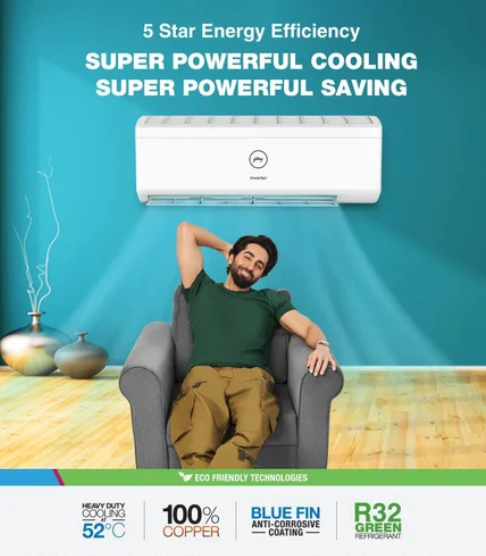 5 Star Energy Efficiency
SUPER POWERFUL COOLING
SUPER POWERFUL SAVING
inverter
ECO FRIENDLY TECHNOLOGIES
HEAVY DUTY
COOLING
AT
52°C
100%
COPPER
BLUE FIN
ANTI-CORROSIVE
COATING
R32
GREEN
REFRIGERANT